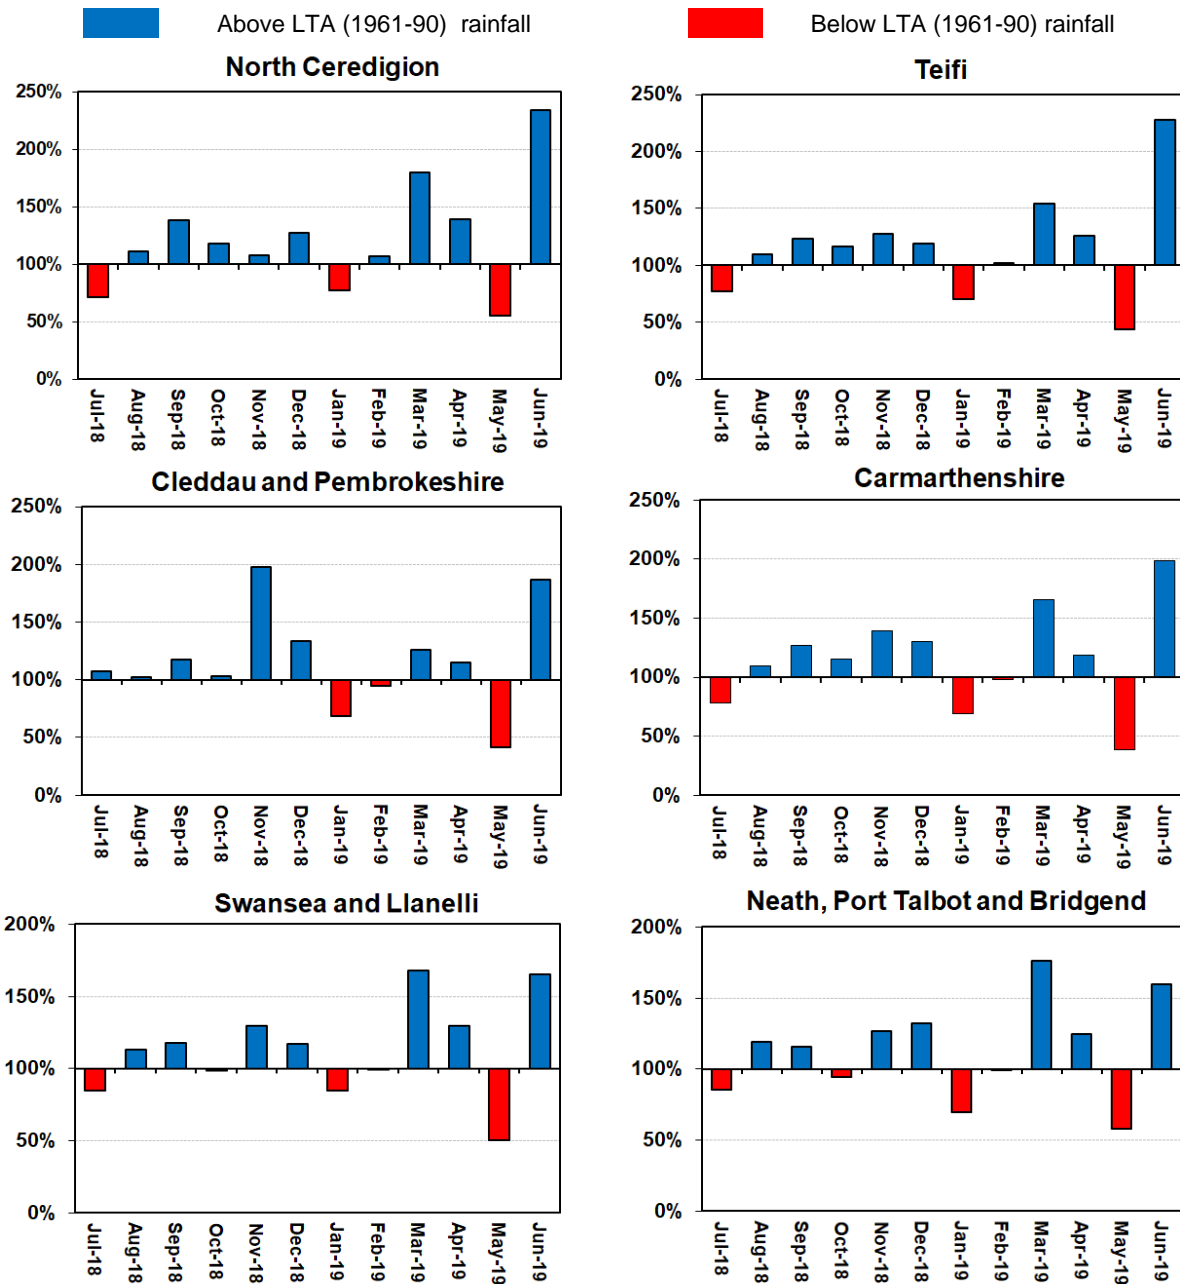 Above LTA (1961-90) rainfall
Below LTA (1961-90) rainfall
North Ceredigion
250%
200%
150%
100%
50%
0%
Jul-18
Aug-18
Sep-18
Oct-18
Nov-18
Dec-18
Jan-19
Feb-19
Mar-19
Apr-19
May-19
Jun-19
Teifi
250%
200%
150%
100%
50%
0%
Jul-18
Aug-18
Sep-18
Oct-18
Nov-18
Dec-18
Jan-19
Feb-19
Mar-19
Apr-19
May-19
Jun-19
Cleddau and Pembrokeshire
250%
200%
150%
100%
50%
0%
Jul-18
Aug-18
Sep-18
Oct-18
Nov-18
Dec-18
Jan-19
Feb-19
Mar-19
Apr-19
May-19
Jun-19
Carmarthenshire
250%
200%
150%
100%
50%
0%
Jul-18
Aug-18
Sep-18
Oct-18
Nov-18
Dec-18
Jan-19
Feb-19
Mar-19
Apr-19
May-19
Jun-19
Swansea and Llanelli
200%
150%
100%
50%
0%
Jul-18
Aug-18
Sep-18
Oct-18
Nov-18
Dec-18
Jan-19
Feb-19
Mar-19
Apr-19
May-19
Jun-19
Neath, Port Talbot and Bridgend
200%
150%
100%
50%
0%
Jul-18
Aug-18
Sep-18
Oct-18
Nov-18
Dec-18
Jan-19
Feb-19
Mar-19
Apr-19
May-19
Jun-19